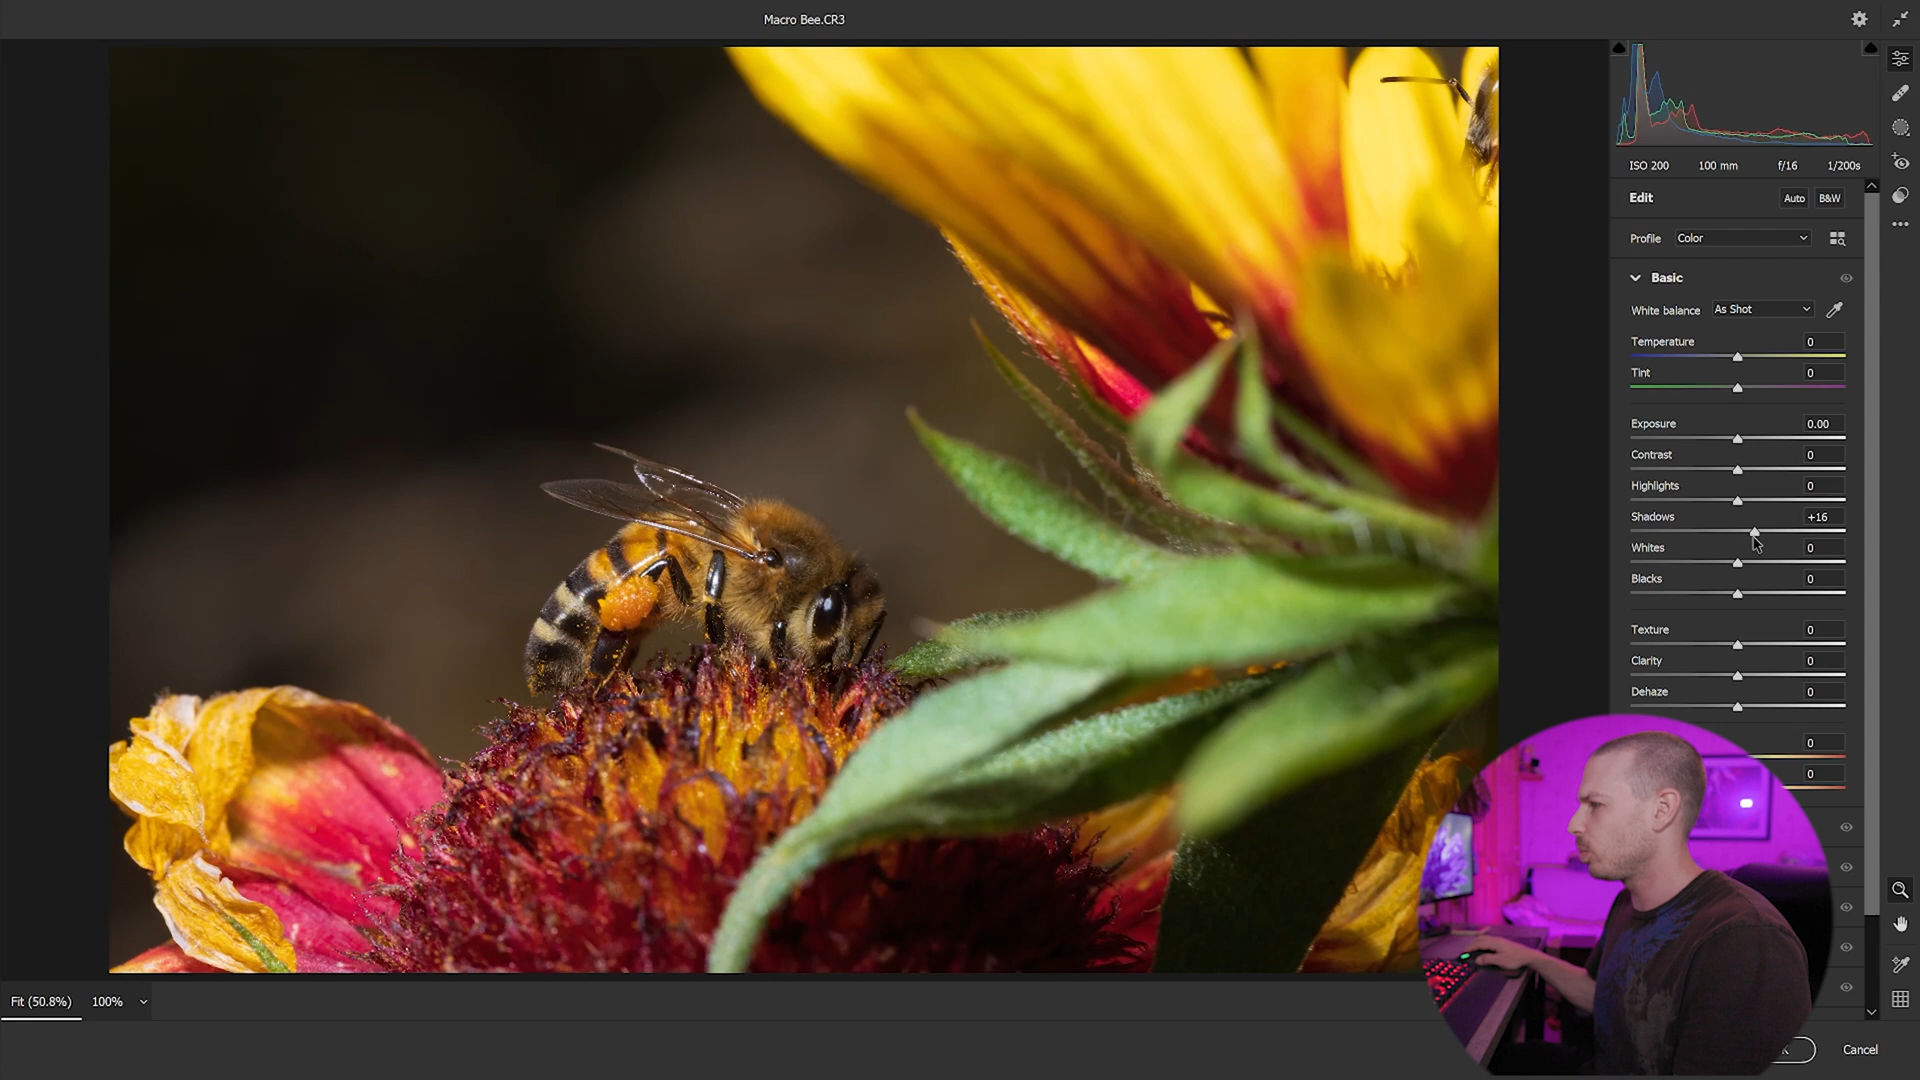 Macro Bee.CR3
ISO 200 100 mm f/16 1/200s
Edit Auto B&W
Profile Color
Basic
White balance As Shot
Temperature 0
Tint 0
Exposure 0.00
Contrast 0
Highlights 0
Shadows +16
Whites 0
Blacks 0
Texture 0
Clarity 0
Dehaze 0
0
0
Fit (50.8%) 100%
Cancel